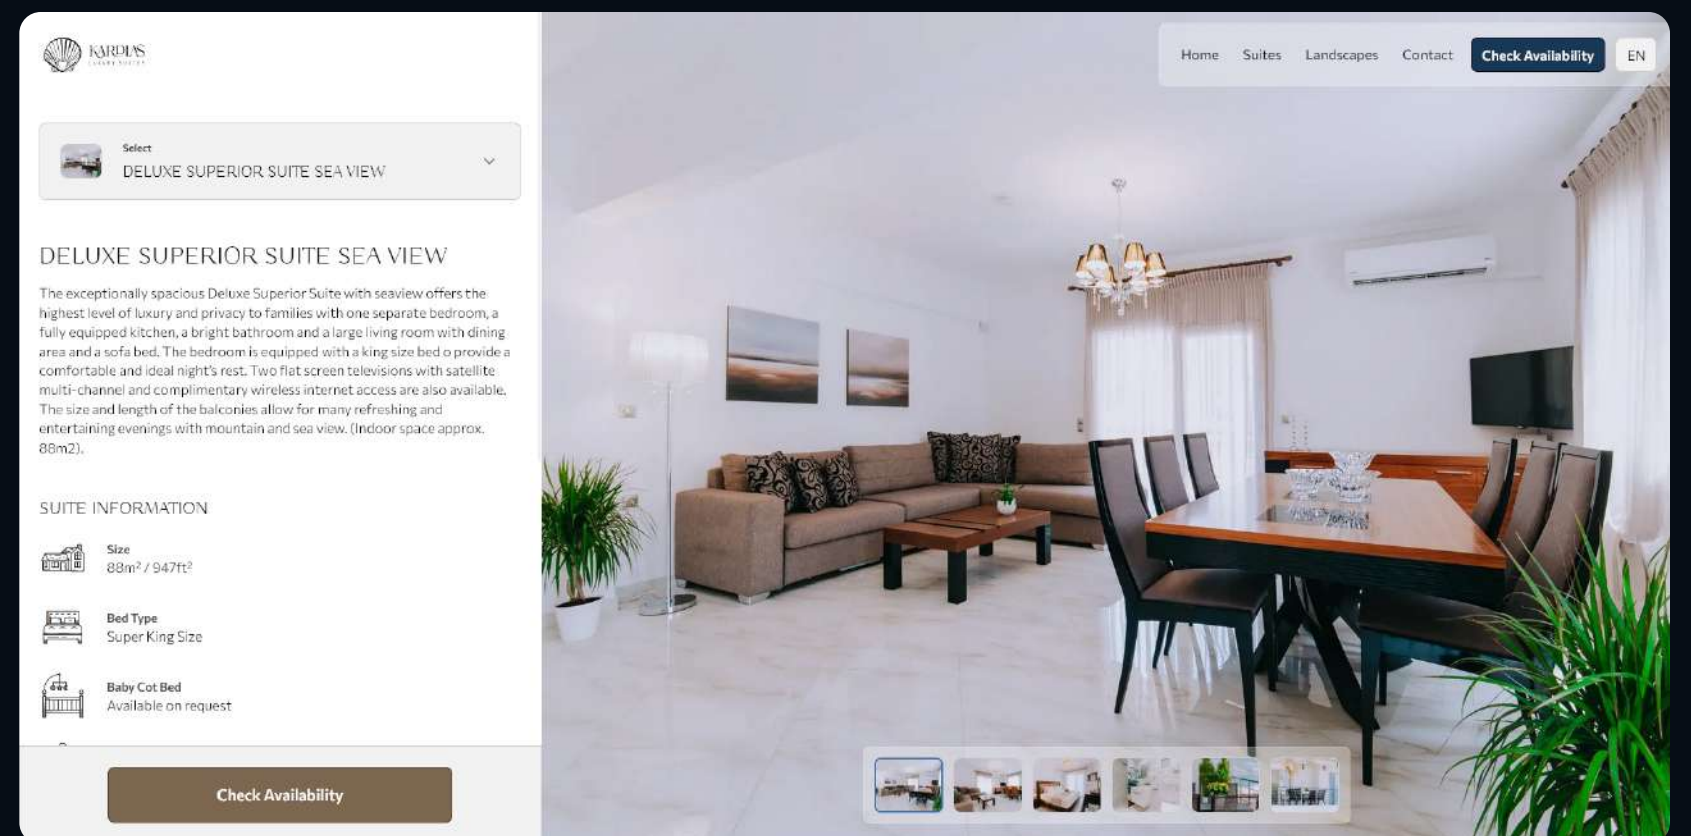 KARDIAS
LUXURY SUITES
Home Suites Landscapes Contact Check Availability EN
Select
DELUXE SUPERIOR SUITE SEA VIEW
DELUXE SUPERIOR SUITE SEA VIEW
The exceptionally spacious Deluxe Superior Suite with seaview offers the
highest level of luxury and privacy to families with one separate bedroom, a
fully equipped kitchen, a bright bathroom and a large living room with dining
area and a sofa bed. The bedroom is equipped with a king size bed o provide a
comfortable and ideal night's rest. Two flat screen televisions with satellite
multi-channel and complimentary wireless internet access are also available.
The size and length of the balconies allow for many refreshing and
entertaining evenings with mountain and sea view. (Indoor space approx.
88m2).
SUITE INFORMATION
Size
88m² / 947ft²
Bed Type
Super King Size
Baby Cot Bed
Available on request
Check Availability